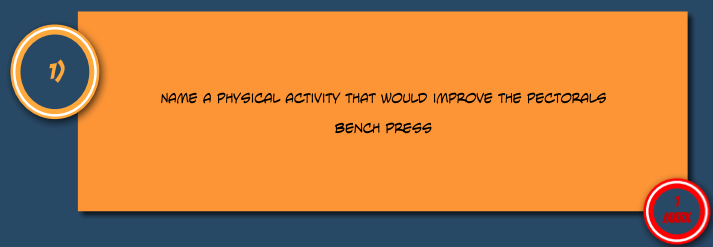 1)
NAME A PHYSICAL ACTIVITY THAT WOULD IMPROVE THE PECTORALS
BENCH PRESS
1
MARK